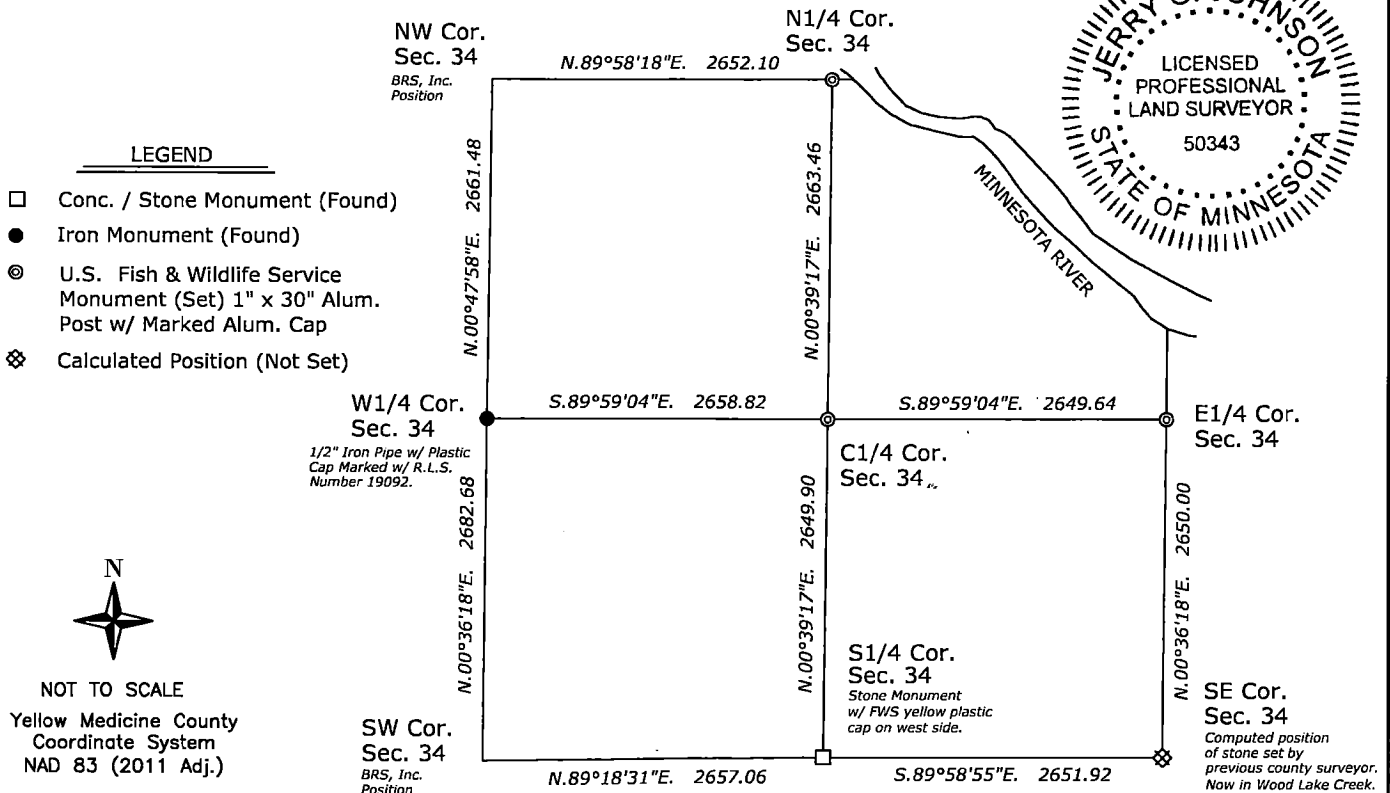 NW Cor.
Sec. 34
BRS, Inc.
Position
N.89°58'18"E. 2652.10
N1/4 Cor.
Sec. 34
LICENSED
PROFESSIONAL
LAND SURVEYOR
50343
STATE OF MINNESOTA
LEGEND
Conc. / Stone Monument (Found)
Iron Monument (Found)
U.S. Fish & Wildlife Service
Monument (Set) 1" x 30" Alum.
Post w/ Marked Alum. Cap
Calculated Position (Not Set)
N.00°47'58"E. 2661.48
N.00°39'17"E. 2663.46
MINNESOTA RIVER
W1/4 Cor.
Sec. 34
1/2" Iron Pipe w/ Plastic
Cap Marked w/ R.L.S.
Number 19092.
S.89°59'04"E. 2658.82
S.89°59'04"E. 2649.64
E1/4 Cor.
Sec. 34
C1/4 Cor.
Sec. 34
N.00°36'18"E. 2682.68
N.00°39'17"E. 2649.90
N.00°36'18"E. 2650.00
N
NOT TO SCALE
Yellow Medicine County
Coordinate System
NAD 83 (2011 Adj.)
SW Cor.
Sec. 34
BRS, Inc.
Position
N.89°18'31"E. 2657.06
S1/4 Cor.
Sec. 34
Stone Monument
w/ FWS yellow plastic
cap on west side.
S.89°58'55"E. 2651.92
SE Cor.
Sec. 34
Computed position
of stone set by
previous county surveyor.
Now in Wood Lake Creek.